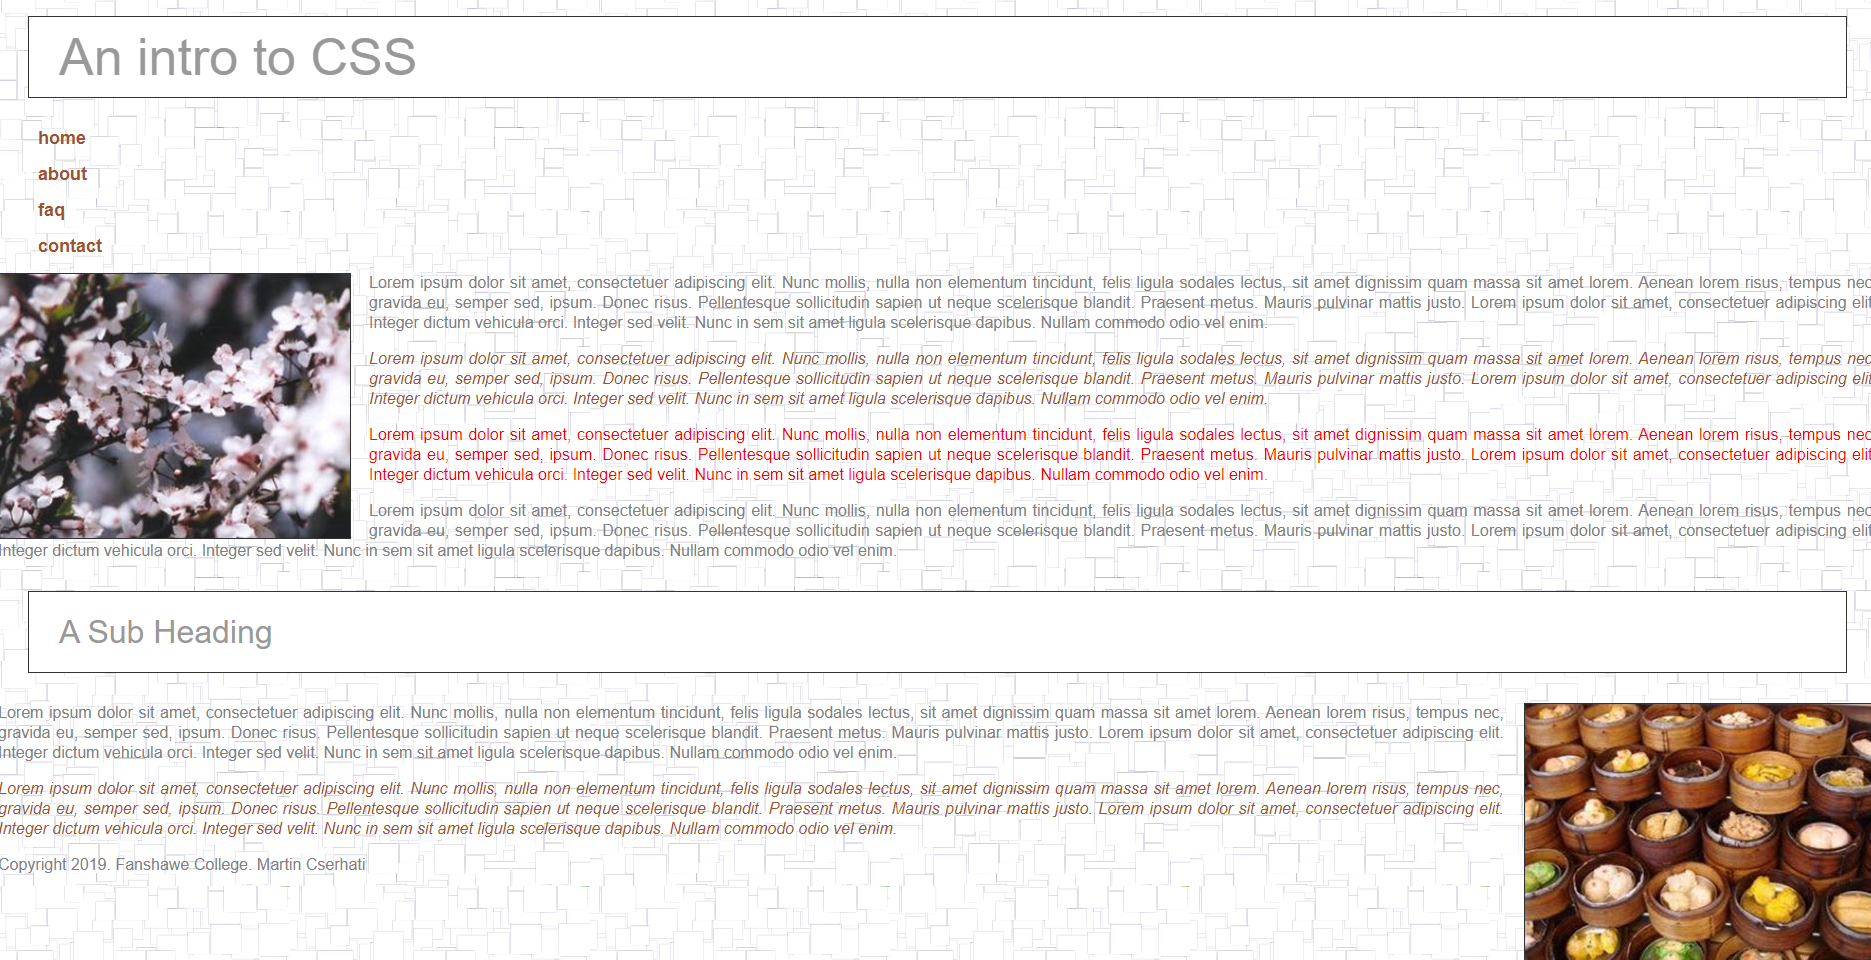 An intro to CSS
home
about
faq
contact
Lorem ipsum dolor sit amet, consectetuer adipiscing elit. Nunc mollis, nulla non elementum tincidunt, felis ligula sodales lectus, sit amet dignissim quam massa sit amet lorem. Aenean lorem risus, tempus nec
gravida eu, semper sed, ipsum. Donec risus. Pellentesque sollicitudin sapien ut neque scelerisque blandit. Praesent metus. Mauris pulvinar mattis justo. Lorem ipsum dolor sit amet, consectetuer adipiscing elit
Integer dictum vehicula orci. Integer sed velit. Nunc in sem sit amet ligula scelerisque dapibus. Nullam commodo odio vel enim.
Lorem ipsum dolor sit amet, consectetuer adipiscing elit. Nunc mollis, nulla non elementum tincidunt, felis ligula sodales lectus, sit amet dignissim quam massa sit amet lorem. Aenean lorem risus, tempus nec
gravida eu, semper sed, ipsum. Donec risus. Pellentesque sollicitudin sapien ut neque scelerisque blandit. Praesent metus. Mauris pulvinar mattis justo. Lorem ipsum dolor sit amet, consectetuer adipiscing elit
Integer dictum vehicula orci. Integer sed velit. Nunc in sem sit amet ligula scelerisque dapibus. Nullam commodo odio vel enim.
Lorem ipsum dolor sit amet, consectetuer adipiscing elit. Nunc mollis, nulla non elementum tincidunt, felis ligula sodales lectus, sit amet dignissim quam massa sit amet lorem. Aenean lorem risus, tempus nec
gravida eu, semper sed, ipsum. Donec risus. Pellentesque sollicitudin sapien ut neque scelerisque blandit. Praesent metus. Mauris pulvinar mattis justo. Lorem ipsum dolor sit amet, consectetuer adipiscing elit
Integer dictum vehicula orci. Integer sed velit. Nunc in sem sit amet ligula scelerisque dapibus. Nullam commodo odio vel enim.
Lorem ipsum dolor sit amet, consectetuer adipiscing elit. Nunc mollis, nulla non elementum tincidunt, felis ligula sodales lectus, sit amet dignissim quam massa sit amet lorem. Aenean lorem risus, tempus nec
gravida eu, semper sed, ipsum. Donec risus. Pellentesque sollicitudin sapien ut neque scelerisque blandit. Praesent metus. Mauris pulvinar mattis justo. Lorem ipsum dolor sit amet, consectetuer adipiscing elit
Integer dictum vehicula orci. Integer sed velit. Nunc in sem sit amet ligula scelerisque dapibus. Nullam commodo odio vel enim.
A Sub Heading
Lorem ipsum dolor sit amet, consectetuer adipiscing elit. Nunc mollis, nulla non elementum tincidunt, felis ligula sodales lectus, sit amet dignissim quam massa sit amet lorem. Aenean lorem risus, tempus nec,
gravida eu, semper sed, ipsum. Donec risus. Pellentesque sollicitudin sapien ut neque scelerisque blandit. Praesent metus. Mauris pulvinar mattis justo. Lorem ipsum dolor sit amet, consectetuer adipiscing elit.
Integer dictum vehicula orci. Integer sed velit. Nunc in sem sit amet ligula scelerisque dapibus. Nullam commodo odio vel enim.
Lorem ipsum dolor sit amet, consectetuer adipiscing elit. Nunc mollis, nulla non elementum tincidunt, felis ligula sodales lectus, sit amet dignissim quam massa sit amet lorem. Aenean lorem risus, tempus nec,
gravida eu, semper sed, ipsum. Donec risus. Pellentesque sollicitudin sapien ut neque scelerisque blandit. Praesent metus. Mauris pulvinar mattis justo. Lorem ipsum dolor sit amet, consectetuer adipiscing elit.
Integer dictum vehicula orci. Integer sed velit. Nunc in sem sit amet ligula scelerisque dapibus. Nullam commodo odio vel enim.
Copyright 2019. Fanshawe College. Martin Cserhati